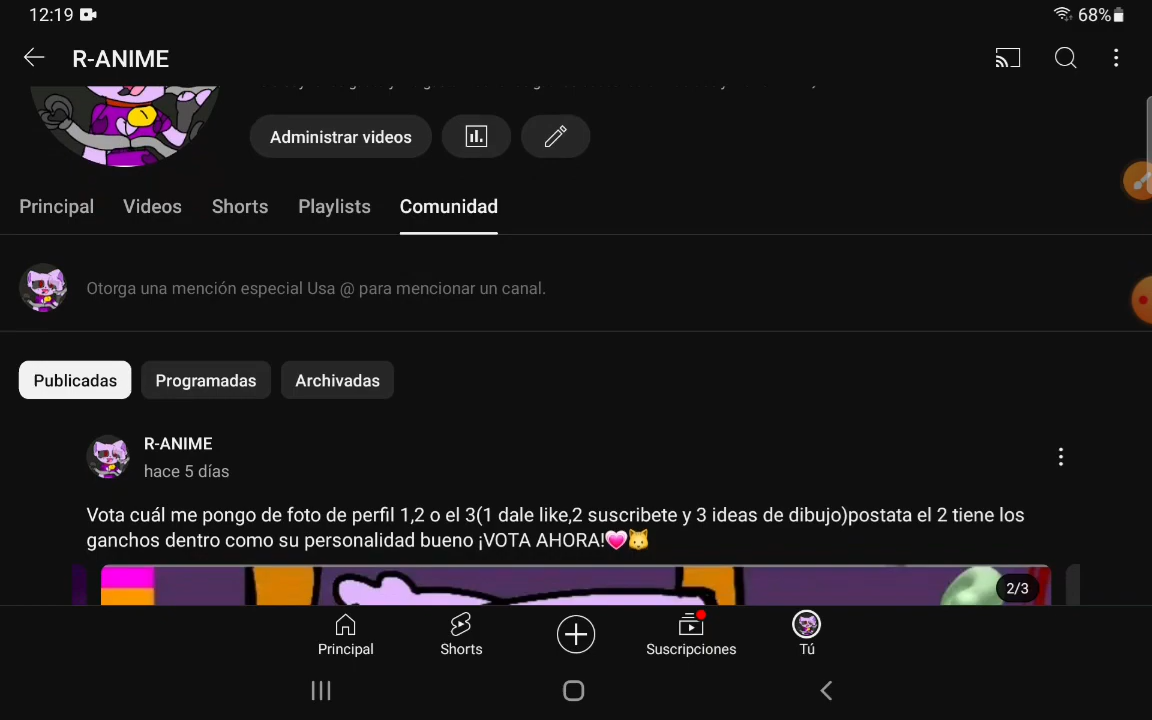 12:19
68%
R-ANIME
Administrar videos
Principal
Videos
Shorts
Playlists
Comunidad
Otorga una mención especial Usa @ para mencionar un canal.
Publicadas
Programadas
Archivadas
R-ANIME
hace 5 días
Vota cuál me pongo de foto de perfil 1,2 o el 3(1 dale like,2 suscribete y 3 ideas de dibujo)postata el 2 tiene los
ganchos dentro como su personalidad bueno ¡VOTA AHORA!💗😺
2/3
Principal
Shorts
Suscripciones
Tú